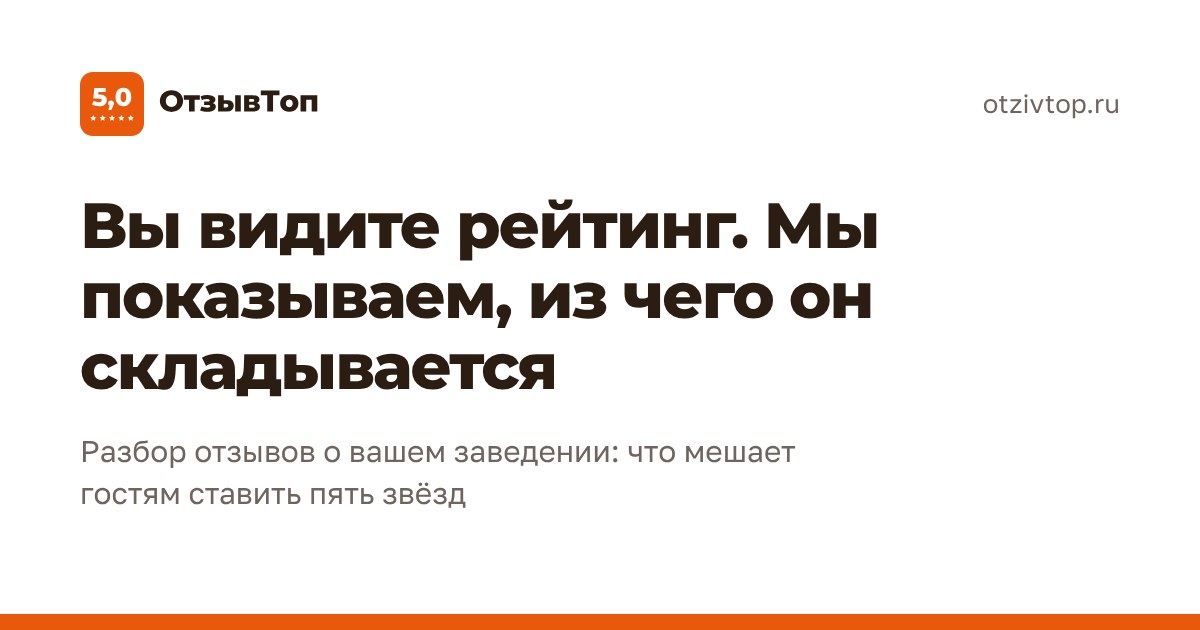 5,0
ОтзывТоп
otzivtop.ru
Вы видите рейтинг. Мы
показываем, из чего он
складывается
Разбор отзывов о вашем заведении: что мешает
гостям ставить пять звёзд